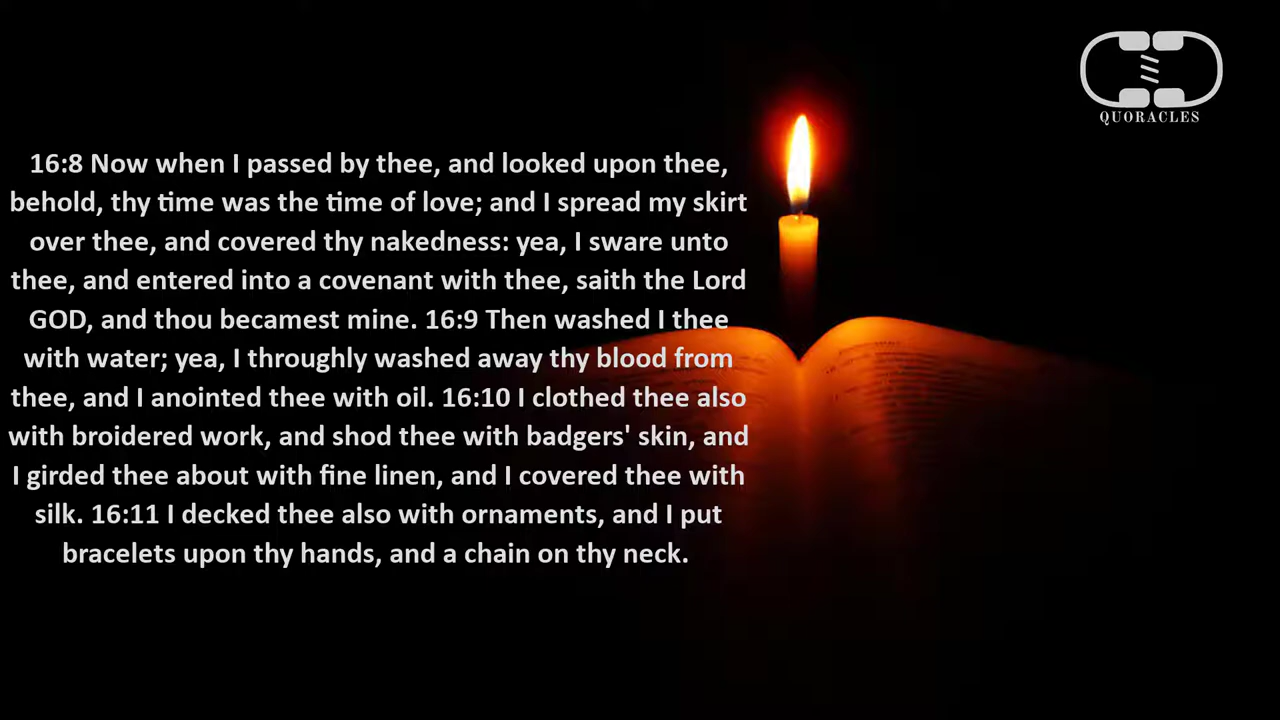 QUORACLES
16:8 Now when I passed by thee, and looked upon thee,
behold, thy time was the time of love; and I spread my skirt
over thee, and covered thy nakedness: yea, I sware unto
thee, and entered into a covenant with thee, saith the Lord
GOD, and thou becamest mine. 16:9 Then washed I thee
with water; yea, I throughly washed away thy blood from
thee, and I anointed thee with oil. 16:10 I clothed thee also
with broidered work, and shod thee with badgers' skin, and
I girded thee about with fine linen, and I covered thee with
silk. 16:11 I decked thee also with ornaments, and I put
bracelets upon thy hands, and a chain on thy neck.